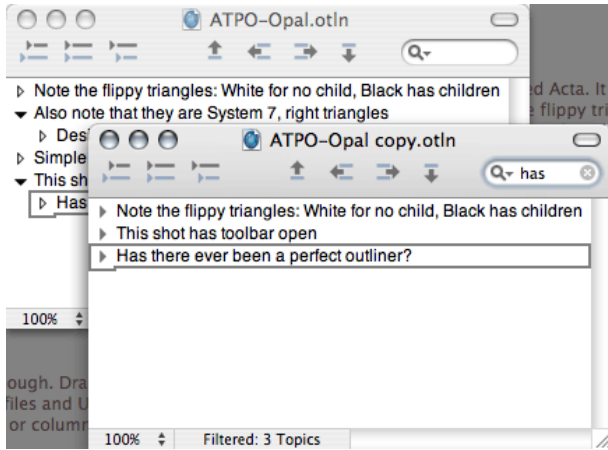 ATPO-Opal.otln
Note the flippy triangles: White for no child, Black has children
Also note that they are System 7, right triangles
Desi
Simple
This sh
Has
100%
ed Acta. It
flippy tri
ATPO-Opal copy.otln
has
Note the flippy triangles: White for no child, Black has children
This shot has toolbar open
Has there ever been a perfect outliner?
100%
Filtered: 3 Topics
ough. Dra
files and U
or column